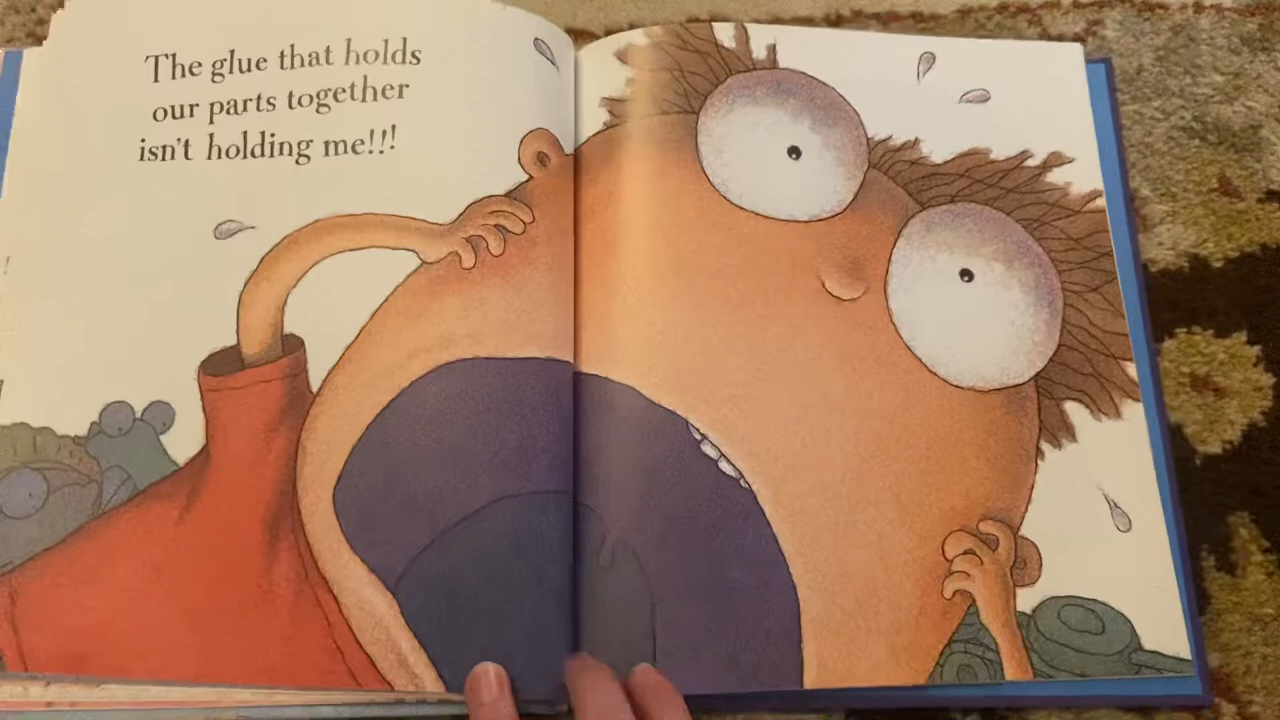 The glue that holds
our parts together
isn't holding me!!!